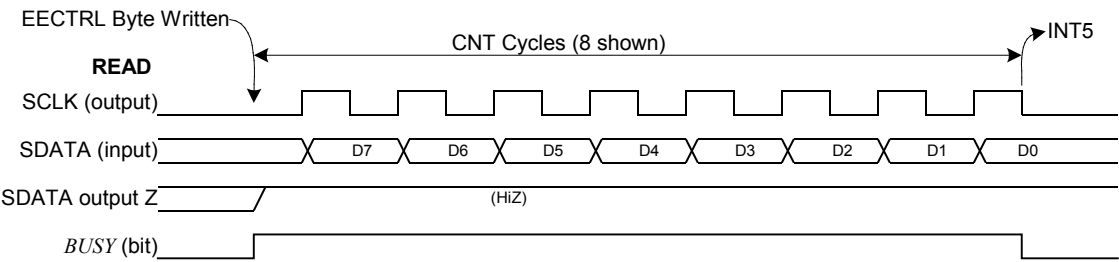 EECTRL Byte Written
INT5
CNT Cycles (8 shown)
READ
SCLK (output)
SDATA (input) D7 D6 D5 D4 D3 D2 D1 D0
SDATA output Z (HiZ)
BUSY (bit)